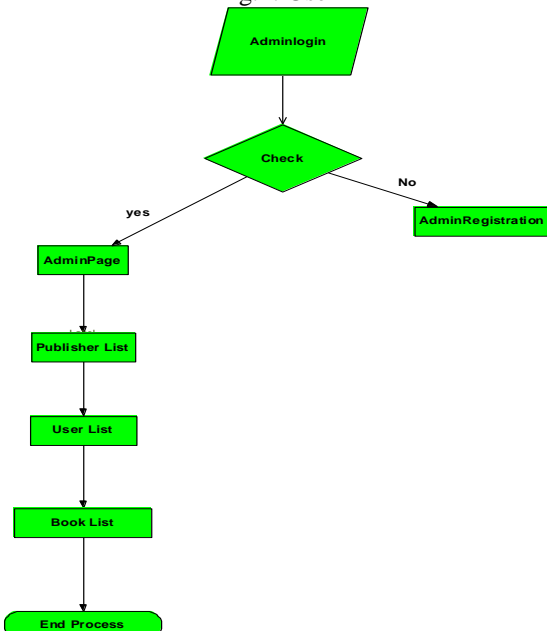 Adminlogin
Check
No
yes
AdminRegistration
AdminPage
Publisher List
User List
Book List
End Process